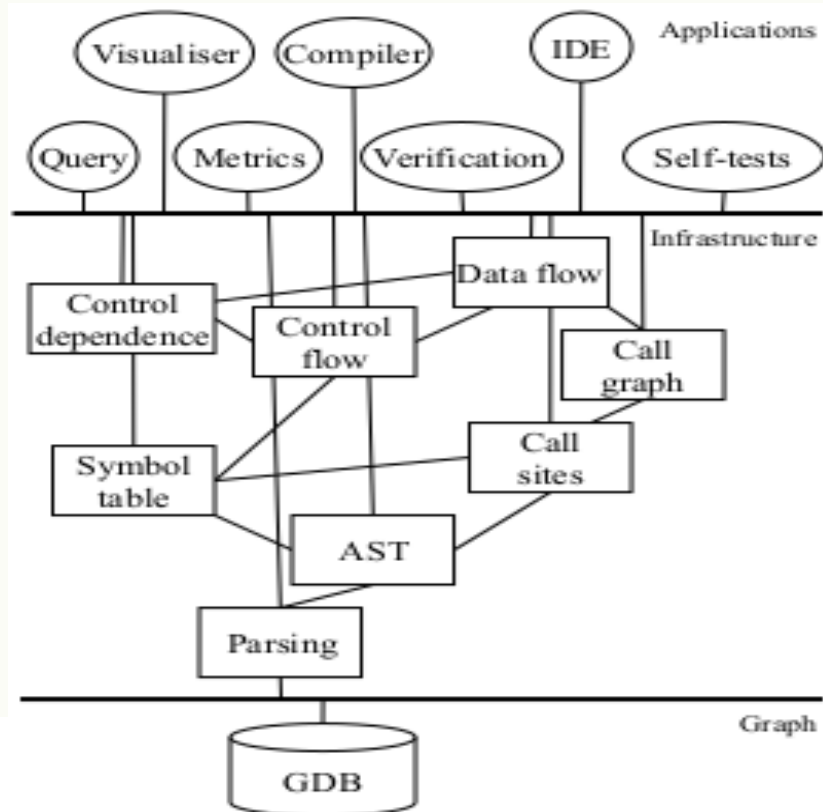 Visualiser
Compiler
IDE
Applications
Query
Metrics
Verification
Self-tests
Infrastructure
Data flow
Control
dependence
Control
flow
Call
graph
Symbol
table
Call
sites
AST
Parsing
Graph
GDB